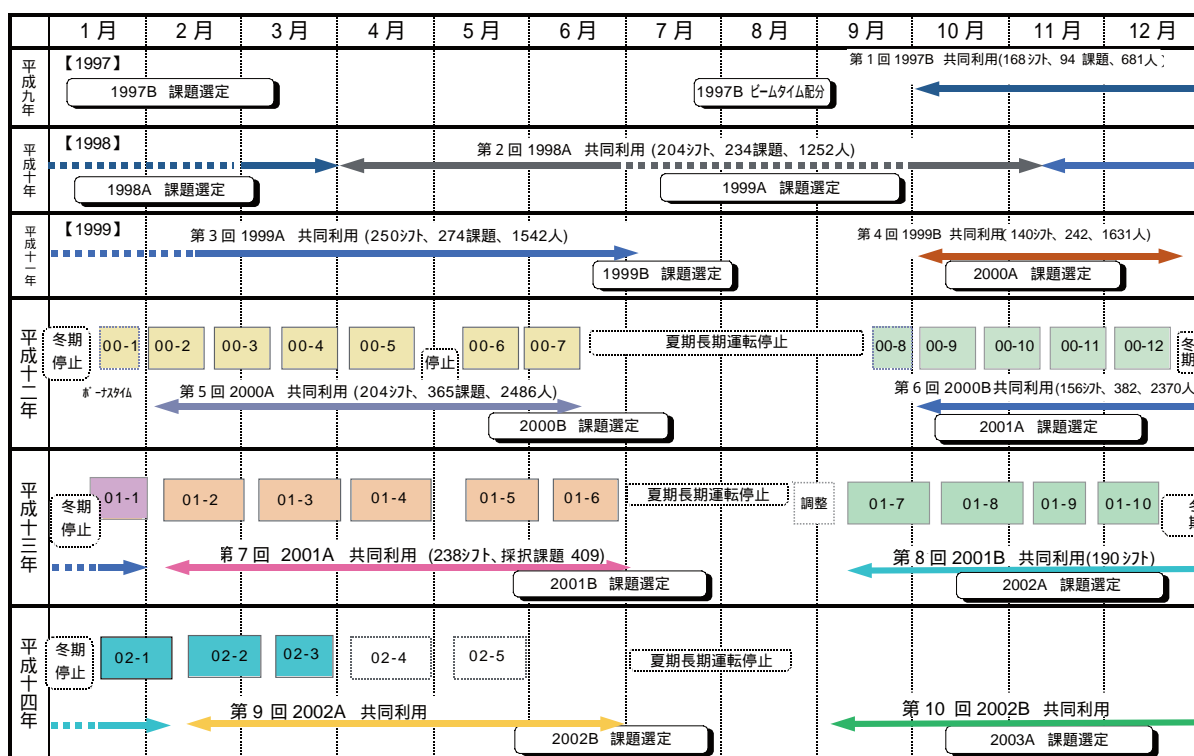 1 月 2 月 3 月 4 月 5 月 6 月 7 月 8 月 9 月 10 月 11 月 12 月
平成九年
【1997】
第 1 回 1997B 共同利用(168 ｼﾌﾄ、94 課題、681人)
1997B 課題選定
1997B ﾋﾞｰﾑﾀｲﾑ配分
平成十年
【1998】
第 2 回 1998A 共同利用 (204ｼﾌﾄ、234課題、1252人)
1998A 課題選定
1999A 課題選定
平成十一年
【1999】
第 3 回 1999A 共同利用 (250ｼﾌﾄ、274課題、1542人)
第 4 回 1999B 共同利用(140ｼﾌﾄ、242、1631人)
1999B 課題選定
2000A 課題選定
平成十二年
冬期
停止
00-1
00-2
00-3
00-4
00-5
停止
00-6
00-7
夏期長期運転停止
00-8
00-9
00-10
00-11
00-12
冬
期
ﾎﾞｰﾅｽﾀｲﾑ
第 5 回 2000A 共同利用 (204ｼﾌﾄ、365課題、2486人)
第 6 回 2000B共同利用(156ｼﾌﾄ、382、2370人
2000B 課題選定
2001A 課題選定
平成十三年
冬期
停止
01-1
01-2
01-3
01-4
01-5
01-6
夏期長期運転停止
調整
01-7
01-8
01-9
01-10
冬
期
第 7 回 2001A 共同利用 (238ｼﾌﾄ、採択課題 409)
第 8 回 2001B 共同利用(190 ｼﾌﾄ)
2001B 課題選定
2002A 課題選定
平成十四年
冬期
停止
02-1
02-2
02-3
02-4
02-5
夏期長期運転停止
第 9 回 2002A 共同利用
第 10 回 2002B 共同利用
2002B 課題選定
2003A 課題選定